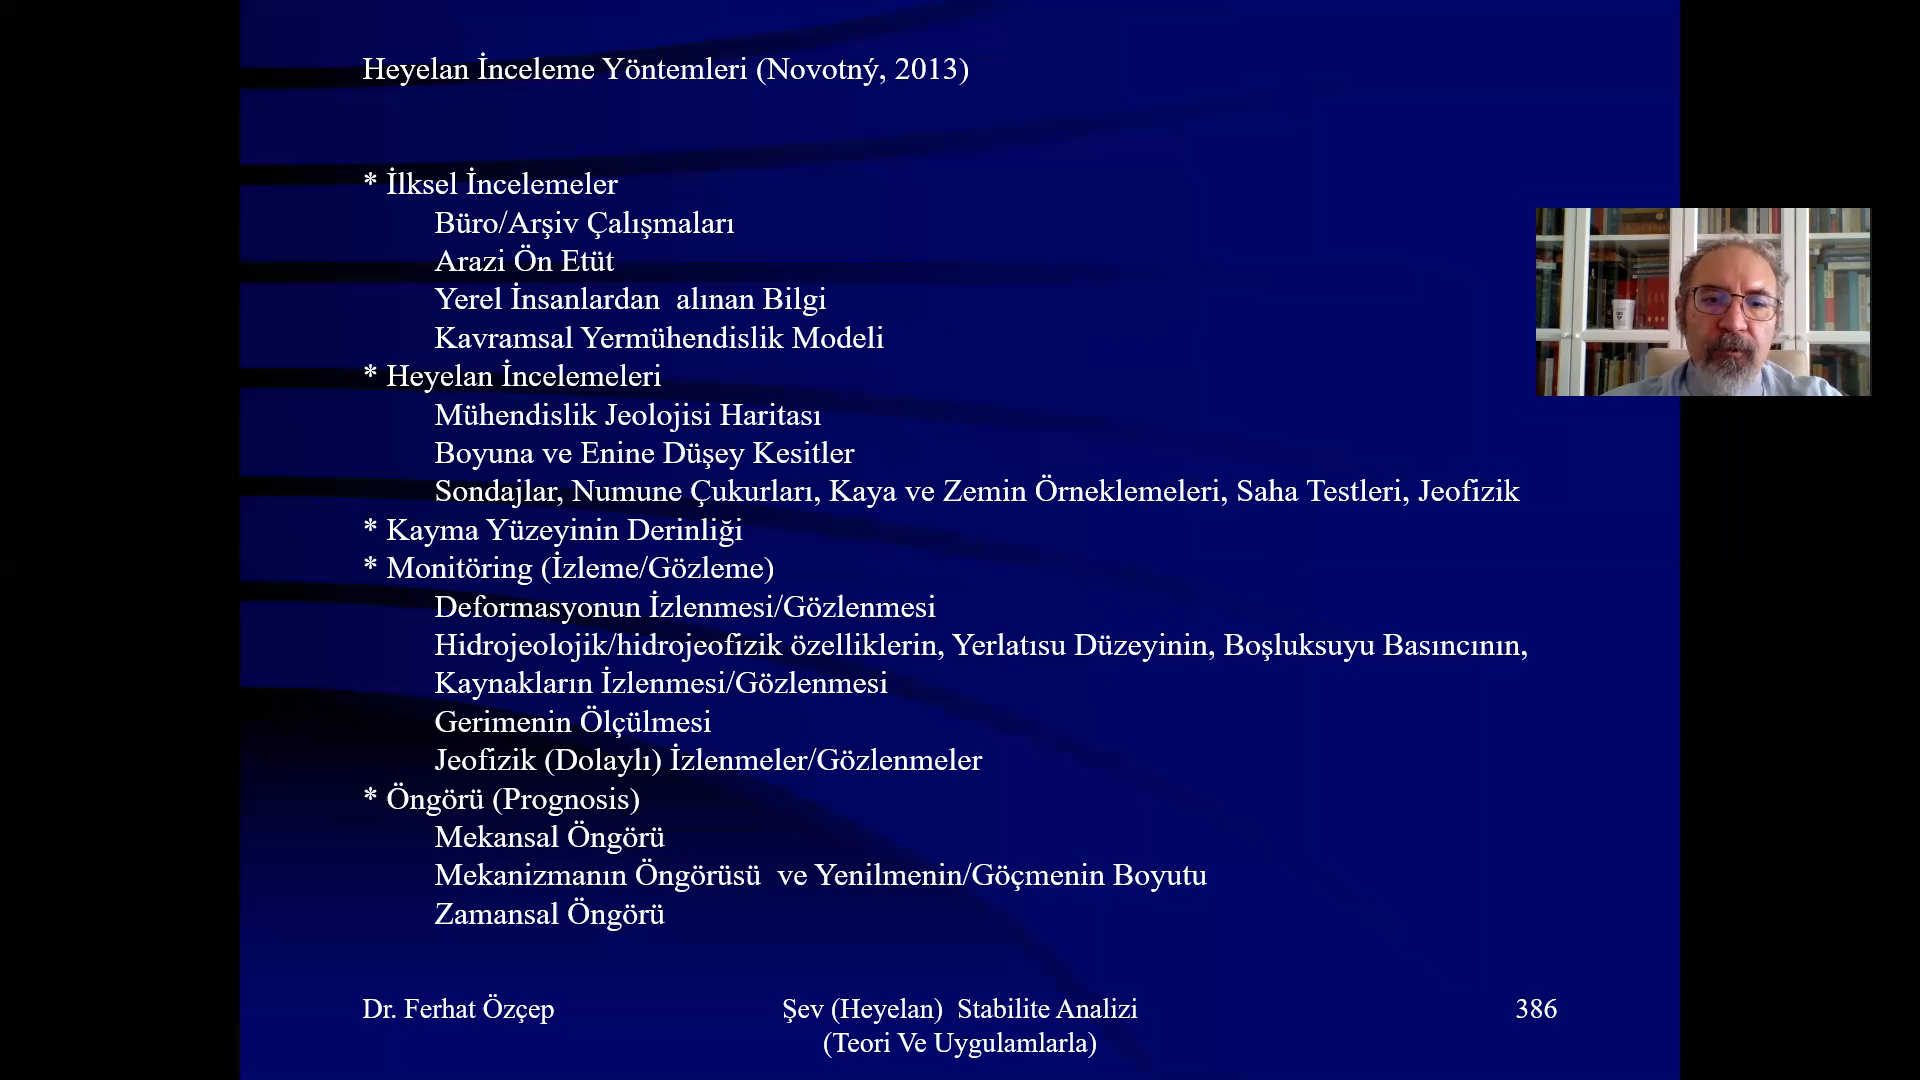 Heyelan İnceleme Yöntemleri (Novotný, 2013)
* İlksel İncelemeler
Büro/Arşiv Çalışmaları
Arazi Ön Etüt
Yerel İnsanlardan alınan Bilgi
Kavramsal Yermühendislik Modeli
* Heyelan İncelemeleri
Mühendislik Jeolojisi Haritası
Boyuna ve Enine Düşey Kesitler
Sondajlar, Numune Çukurları, Kaya ve Zemin Örneklemeleri, Saha Testleri, Jeofizik
* Kayma Yüzeyinin Derinliği
* Monitöring (İzleme/Gözleme)
Deformasyonun İzlenmesi/Gözlenmesi
Hidrojeolojik/hidrojeofizik özelliklerin, Yerlatısu Düzeyinin, Boşluksuyu Basıncının,
Kaynakların İzlenmesi/Gözlenmesi
Gerimenin Ölçülmesi
Jeofizik (Dolaylı) İzlenmeler/Gözlenmeler
* Öngörü (Prognosis)
Mekansal Öngörü
Mekanizmanın Öngörüsü ve Yenilmenin/Göçmenin Boyutu
Zamansal Öngörü
Dr. Ferhat Özçep
Şev (Heyelan) Stabilite Analizi
(Teori Ve Uygulamlarla)
386